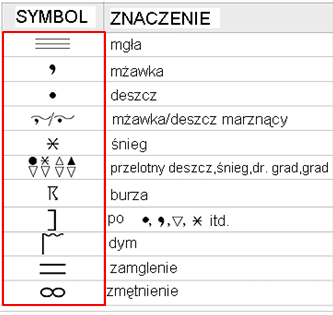 SYMBOL ZNACZENIE
mgła
mżawka
deszcz
mżawka/deszcz marznący
śnieg
przelotny deszcz,śnieg,dr. grad,grad
burza
po •, ❟, ▽, ✶ itd.
dym
zamglenie
zmętnienie